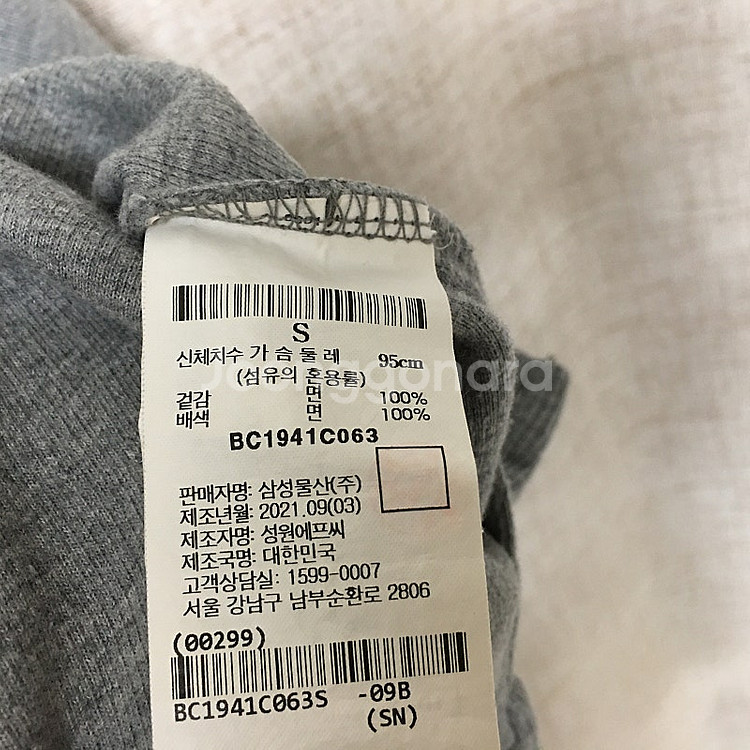 S
신체치수 가 슴 둘 레 95cm
(섬유의 혼용률)
겉감 면 100%
배색 면 100%
BC1941C063
판매자명: 삼성물산(주)
제조년월: 2021.09(03)
제조자명: 성원에프씨
제조국명: 대한민국
고객상담실: 1599-0007
서울 강남구 남부순환로 2806
(00299)
BC1941C063S -09B
(SN)
Joonggonara